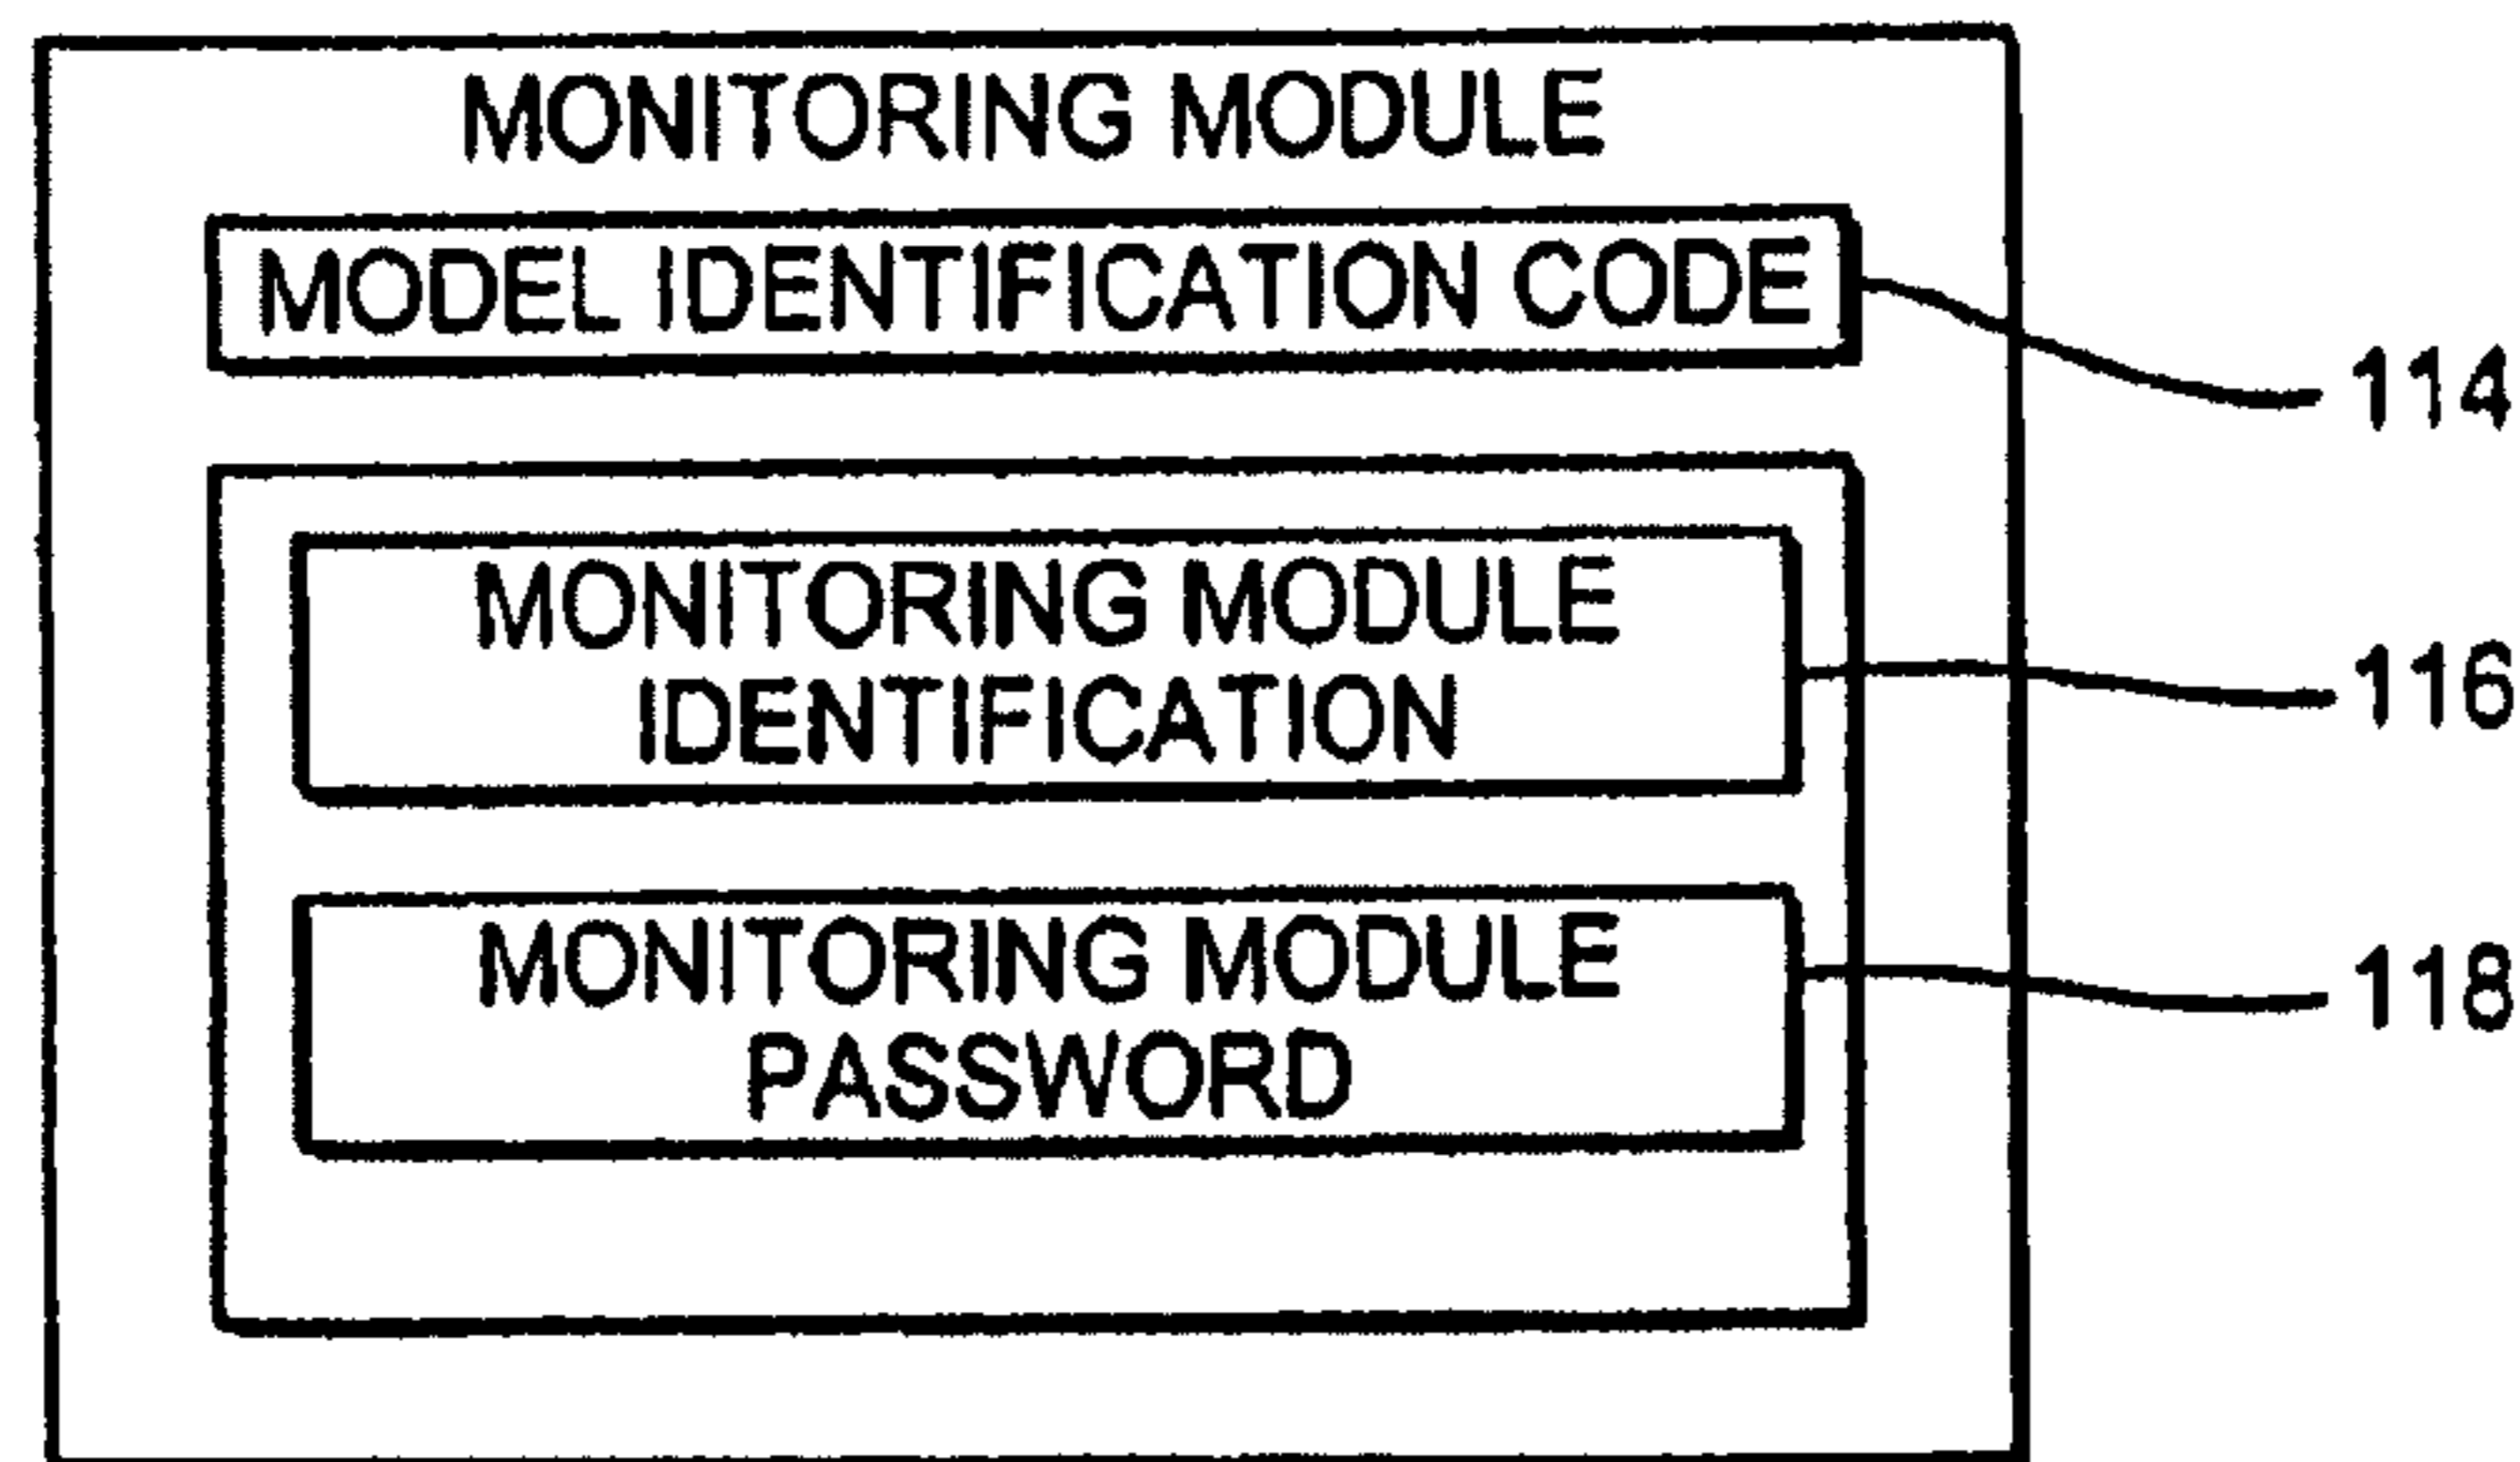 MONITORING MODULE
MODEL IDENTIFICATION CODE
114
MONITORING MODULE
IDENTIFICATION
116
MONITORING MODULE
PASSWORD
118